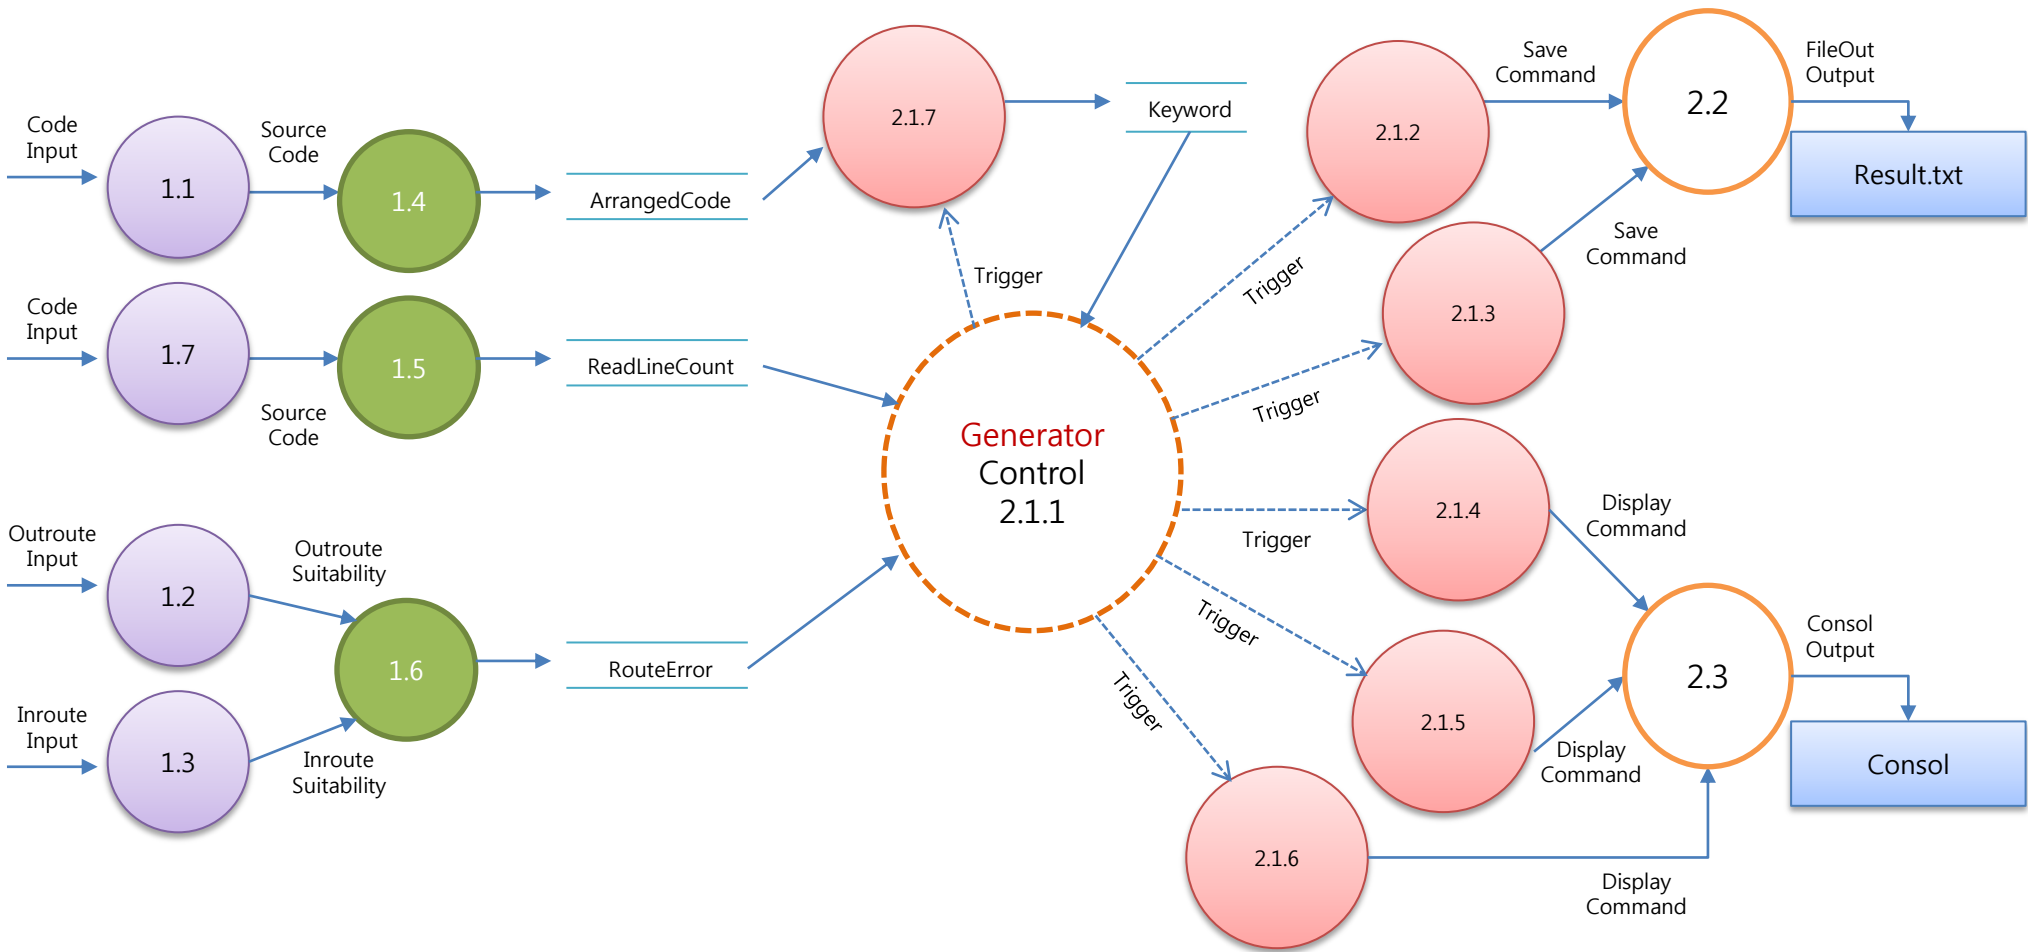 Code
Input
1.1
Source
Code
1.4
ArrangedCode
2.1.7
Keyword
Trigger
Code
Input
1.7
Source
Code
1.5
ReadLineCount
Outroute
Input
1.2
Outroute
Suitability
1.6
RouteError
Inroute
Input
1.3
Inroute
Suitability
Generator
Control
2.1.1
Trigger
2.1.2
Save
Command
2.2
FileOut
Output
Result.txt
Trigger
2.1.3
Save
Command
Trigger
2.1.4
Display
Command
2.3
Consol
Output
Consol
Trigger
2.1.5
Display
Command
Trigger
2.1.6
Display
Command